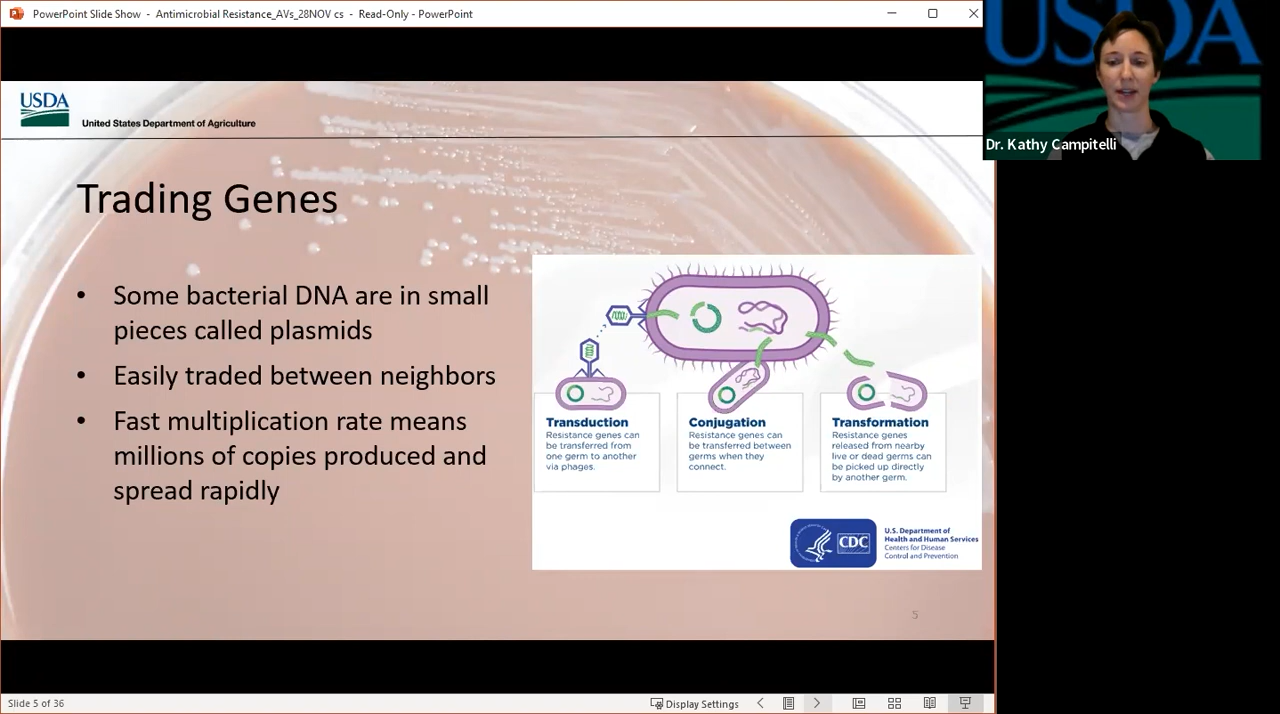 PowerPoint Slide Show - Antimicrobial Resistance_AVs_28NOV cs - Read-Only - PowerPoint
USDA
Dr. Kathy Campitelli
USDA
United States Department of Agriculture
Trading Genes
• Some bacterial DNA are in small
pieces called plasmids
• Easily traded between neighbors
• Fast multiplication rate means
millions of copies produced and
spread rapidly
Transduction
Resistance genes can
be transferred from
one germ to another
via phages.
Conjugation
Resistance genes can
be transferred between
germs when they
connect.
Transformation
Resistance genes
released from nearby
live or dead germs can
be picked up directly
by another germ.
CDC
U.S. Department of
Health and Human Services
Centers for Disease
Control and Prevention
5
Slide 5 of 36
Display Settings